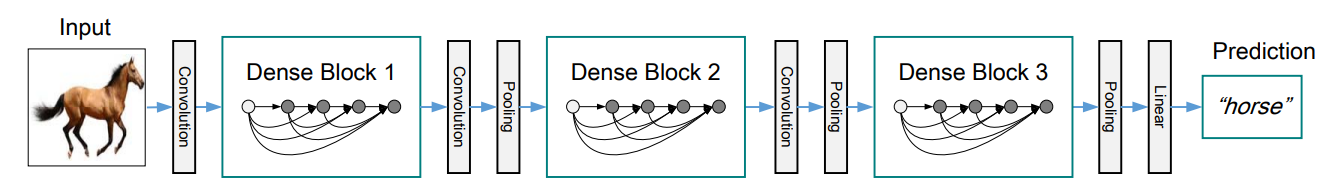 Input
Convolution
Dense Block 1
Convolution
Pooling
Dense Block 2
Convolution
Pooling
Dense Block 3
Pooling
Linear
Prediction
“horse”